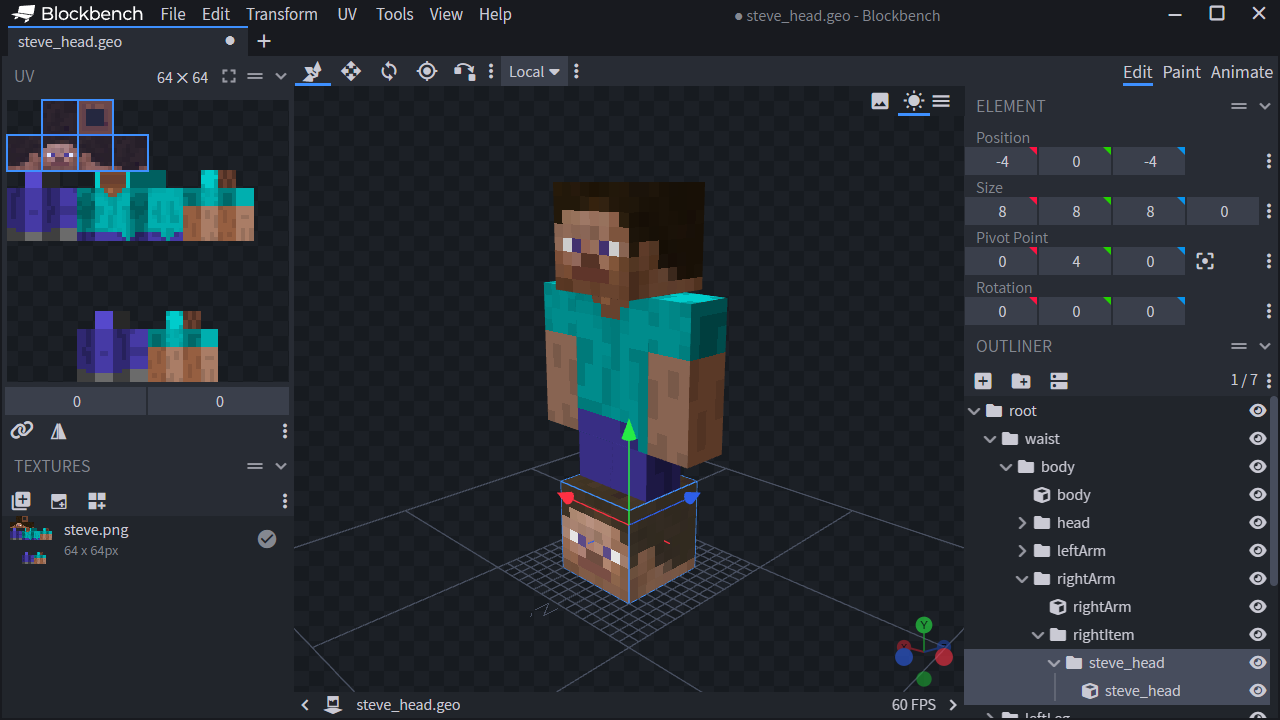 Blockbench File Edit Transform UV Tools View Help
● steve_head.geo - Blockbench
steve_head.geo
UV 64 × 64
Local
Edit Paint Animate
ELEMENT
Position
-4 0 -4
Size
8 8 8 0
Pivot Point
0 4 0
Rotation
0 0 0
OUTLINER
1 / 7
root
waist
body
body
head
leftArm
rightArm
rightArm
rightItem
steve_head
steve_head
leftLeg
0 0
TEXTURES
steve.png
64 x 64px
Y
steve_head.geo
60 FPS